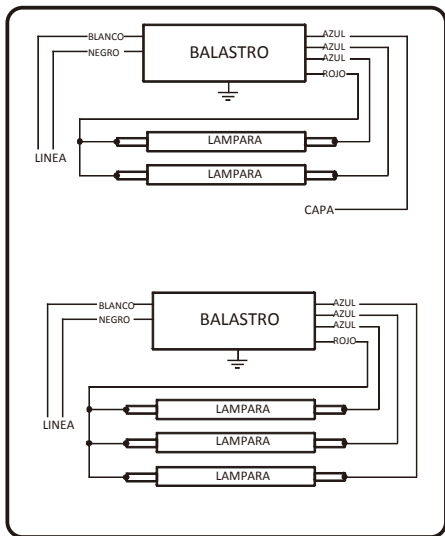 BLANCO
AZUL
AZUL
NEGRO
BALASTRO
AZUL
ROJO
LAMPARA
LINEA
LAMPARA
CAPA
BLANCO
AZUL
AZUL
NEGRO
BALASTRO
AZUL
ROJO
LAMPARA
LINEA
LAMPARA
LAMPARA